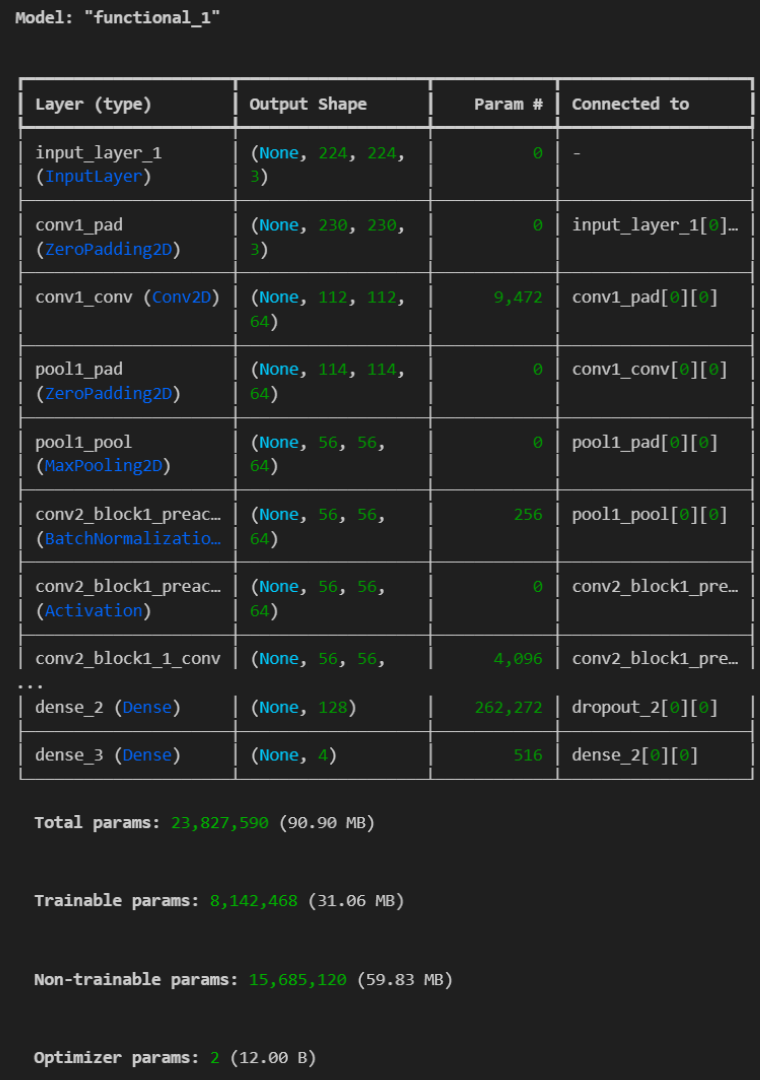 Model: "functional_1"
Layer (type) Output Shape Param # Connected to
input_layer_1 (None, 224, 224, 0 -
(InputLayer) 3)
conv1_pad (None, 230, 230, 0 input_layer_1[0]…
(ZeroPadding2D) 3)
conv1_conv (Conv2D) (None, 112, 112, 9,472 conv1_pad[0][0]
64)
pool1_pad (None, 114, 114, 0 conv1_conv[0][0]
(ZeroPadding2D) 64)
pool1_pool (None, 56, 56, 0 pool1_pad[0][0]
(MaxPooling2D) 64)
conv2_block1_preac… (None, 56, 56, 256 pool1_pool[0][0]
(BatchNormalizatio… 64)
conv2_block1_preac… (None, 56, 56, 0 conv2_block1_pre…
(Activation) 64)
conv2_block1_1_conv (None, 56, 56, 4,096 conv2_block1_pre…
...
dense_2 (Dense) (None, 128) 262,272 dropout_2[0][0]
dense_3 (Dense) (None, 4) 516 dense_2[0][0]
Total params: 23,827,590 (90.90 MB)
Trainable params: 8,142,468 (31.06 MB)
Non-trainable params: 15,685,120 (59.83 MB)
Optimizer params: 2 (12.00 B)